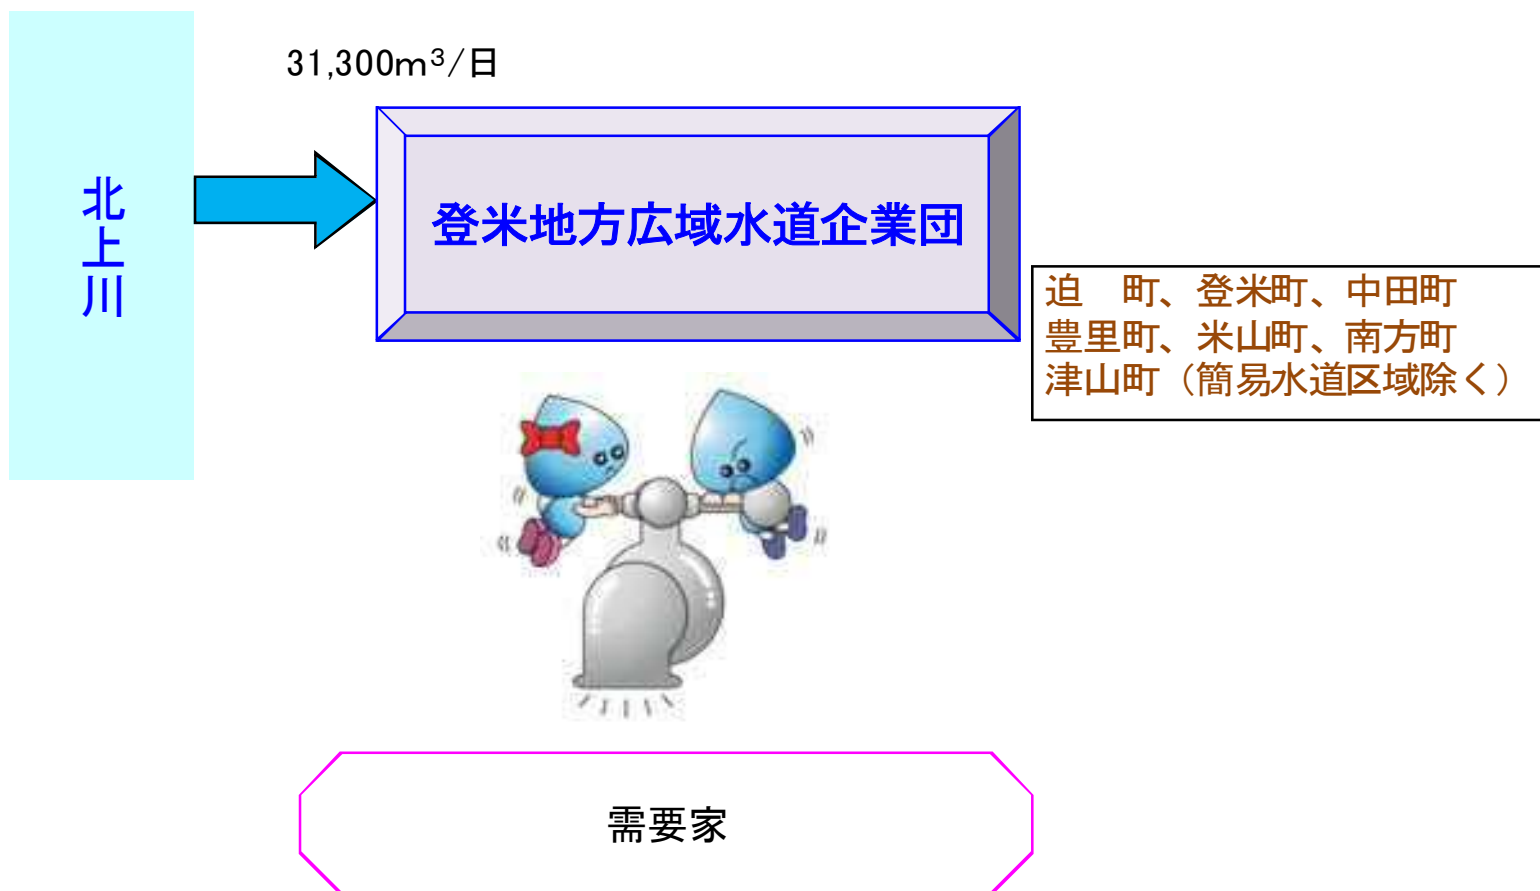 31,300m³/日
北上川
登米地方広域水道企業団
迫　町、登米町、中田町
豊里町、米山町、南方町
津山町（簡易水道区域除く）
需要家